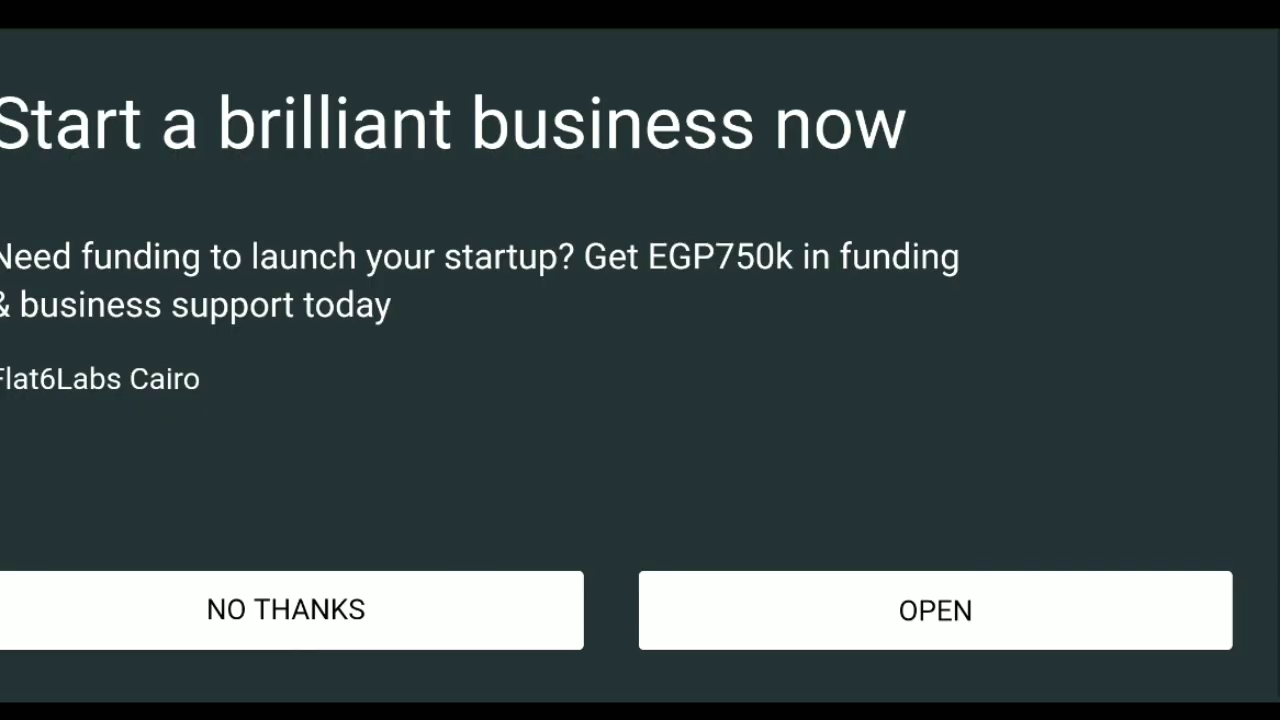 Start a brilliant business now
Need funding to launch your startup? Get EGP750k in funding
& business support today
Flat6Labs Cairo
NO THANKS
OPEN